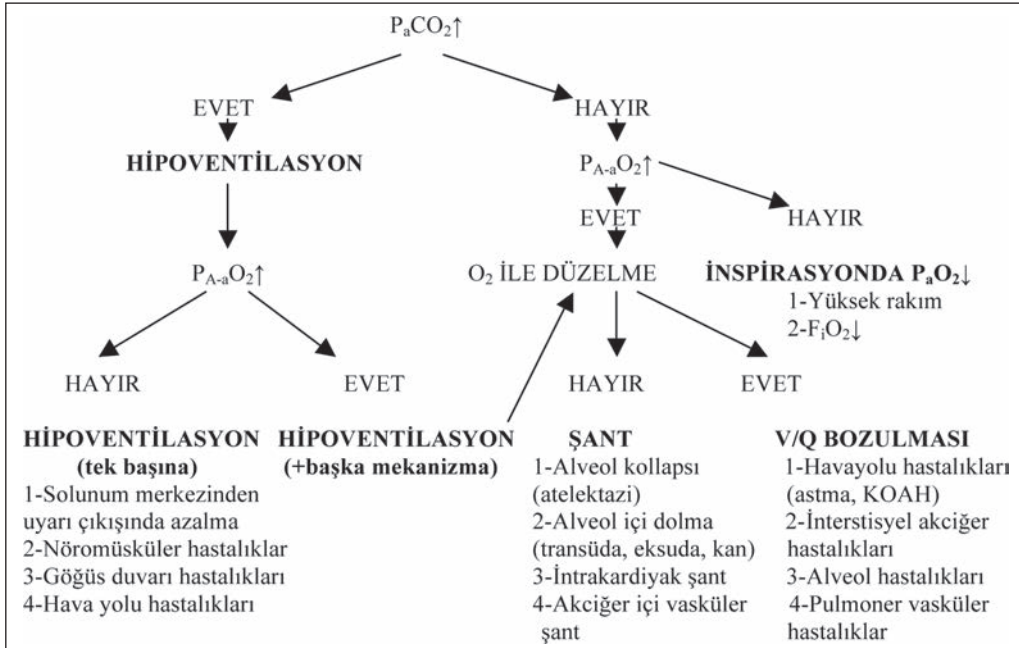 PaCO2↑
EVET
HAYIR
HİPOVENTİLASYON
PA-aO2↑
EVET
HAYIR
PA-aO2↑
O2 İLE DÜZELME
İNSPİRASYONDA PaO2↓
1-Yüksek rakım
2-FiO2↓
HAYIR
EVET
HAYIR
EVET
HİPOVENTİLASYON
(tek başına)
1-Solunum merkezinden
uyarı çıkışında azalma
2-Nöromüsküler hastalıklar
3-Göğüs duvarı hastalıkları
4-Hava yolu hastalıkları
HİPOVENTİLASYON
(+başka mekanizma)
ŞANT
1-Alveol kollapsı
(atelektazi)
2-Alveol içi dolma
(transüda, eksuda, kan)
3-İntrakardiyak şant
4-Akciğer içi vasküler
şant
V/Q BOZULMASI
1-Havayolu hastalıkları
(astma, KOAH)
2-İnterstisyel akciğer
hastalıkları
3-Alveol hastalıkları
4-Pulmoner vasküler
hastalıklar